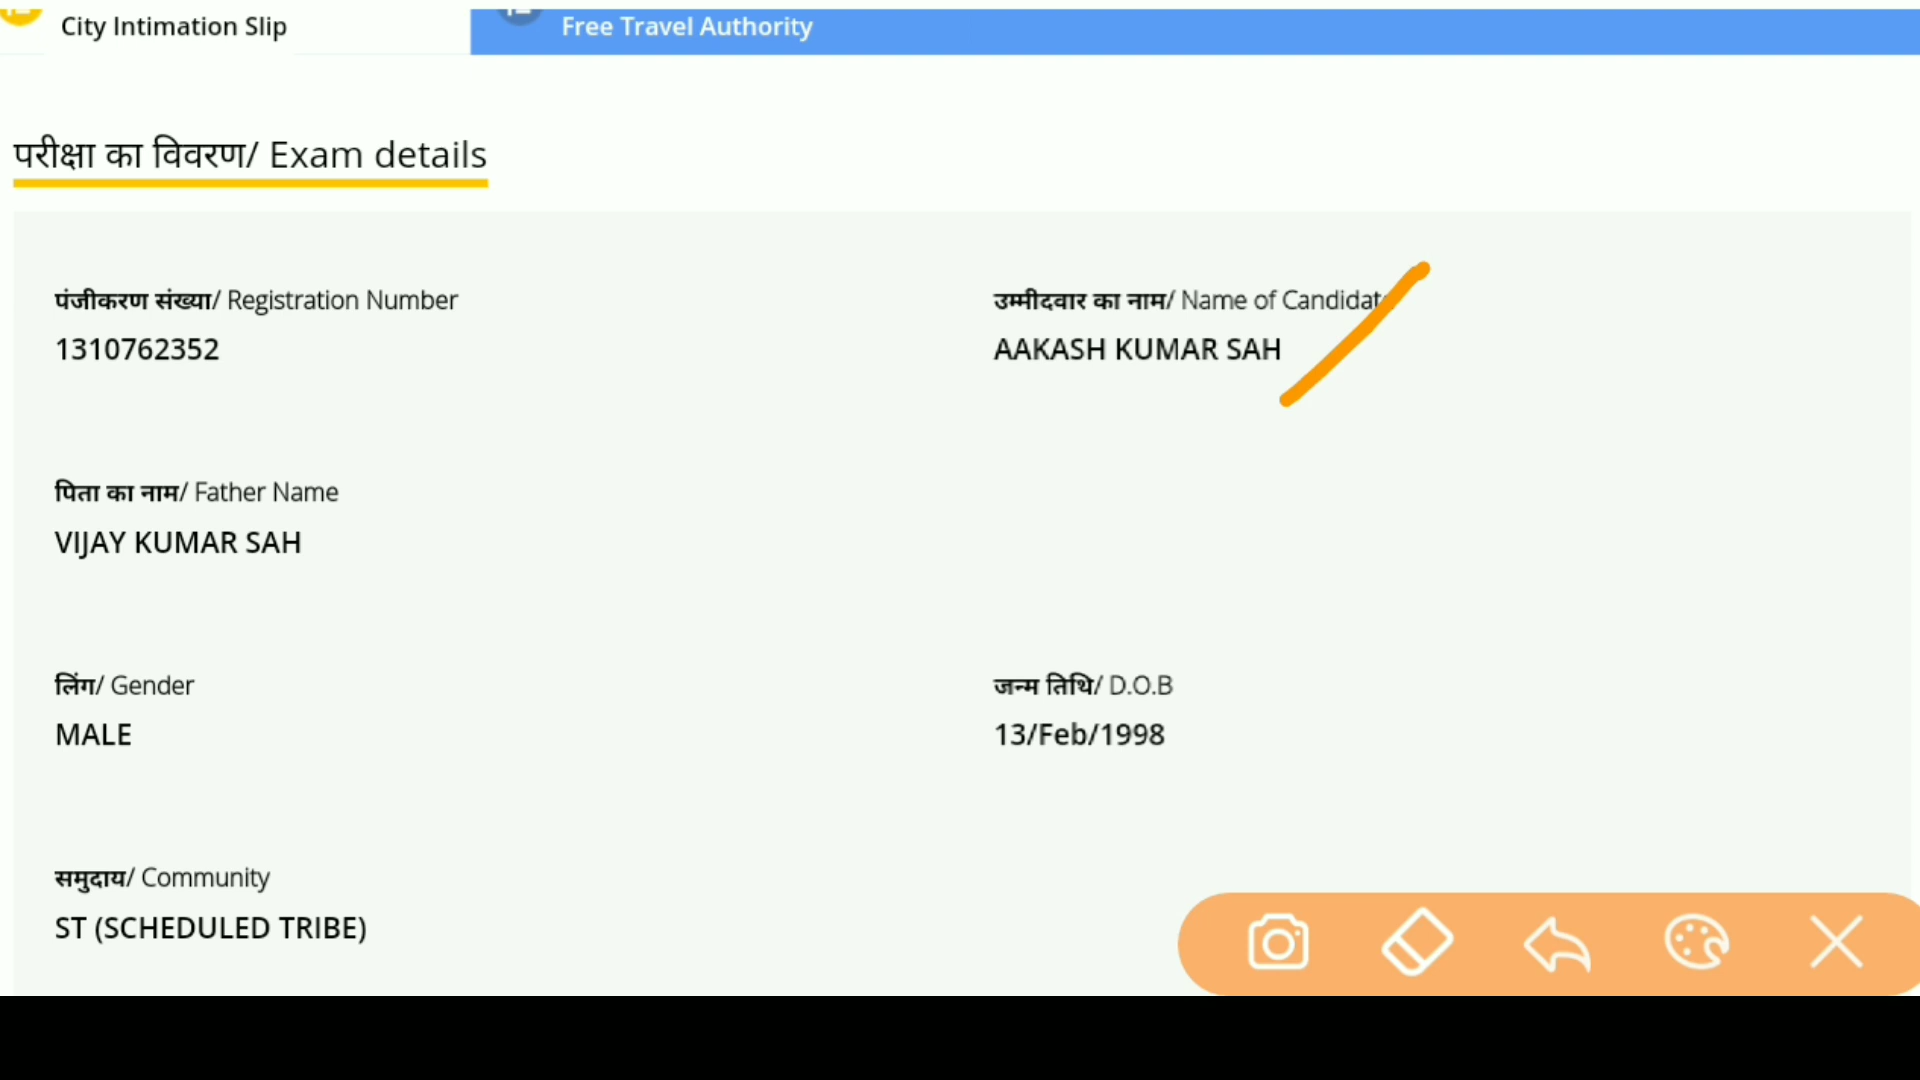 City Intimation Slip
Free Travel Authority
परीक्षा का विवरण/ Exam details
पंजीकरण संख्या/ Registration Number
1310762352
उम्मीदवार का नाम/ Name of Candidate
AAKASH KUMAR SAH
पिता का नाम/ Father Name
VIJAY KUMAR SAH
लिंग/ Gender
MALE
जन्म तिथि/ D.O.B
13/Feb/1998
समुदाय/ Community
ST (SCHEDULED TRIBE)